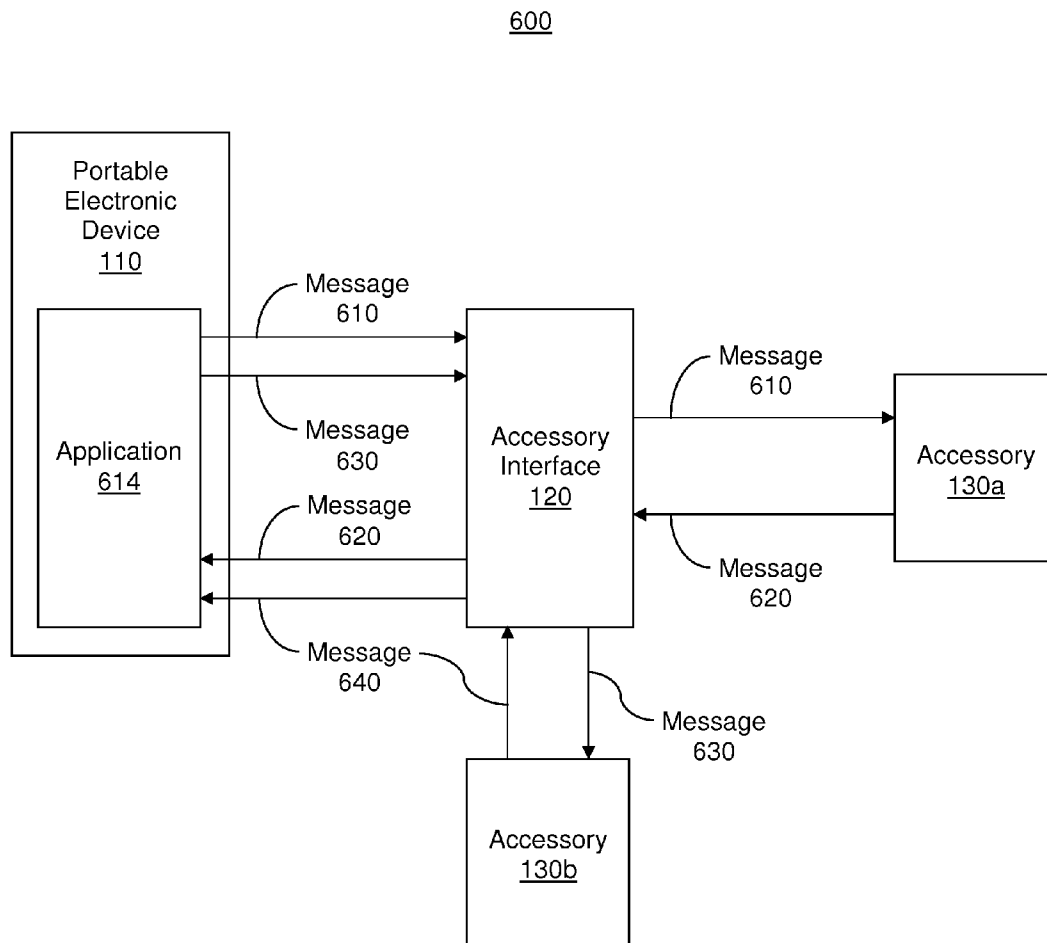 600
Portable
Electronic
Device
110
Message
610
Message
610
Application
614
Message
630
Accessory
Interface
120
Accessory
130a
Message
620
Message
620
Message
640
Message
630
Accessory
130b